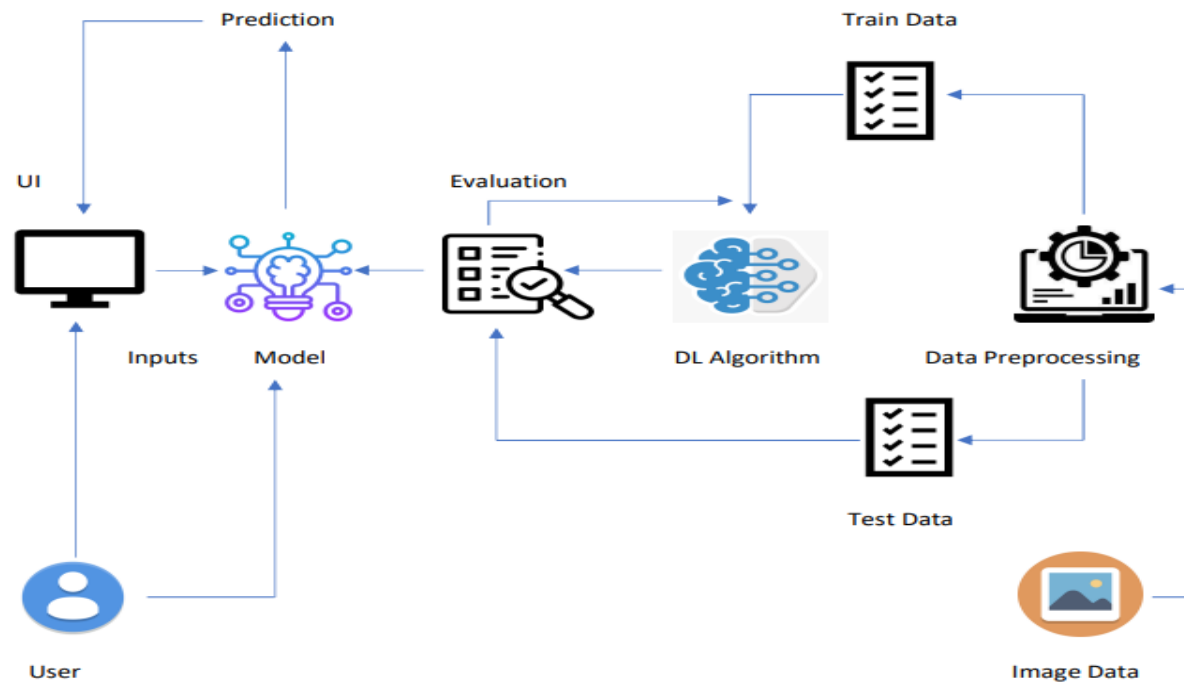 Prediction
Train Data
UI
Evaluation
Inputs
Model
DL Algorithm
Data Preprocessing
Test Data
User
Image Data